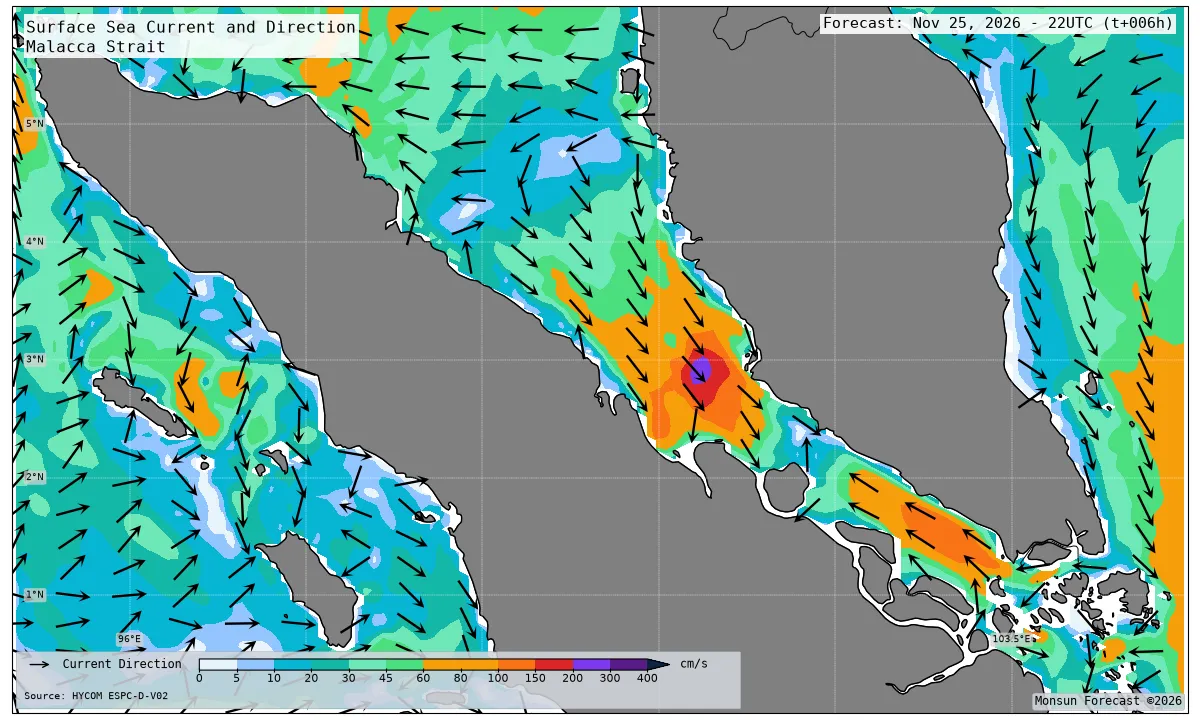 Surface Sea Current and Direction
Malacca Strait
Forecast: Nov 25, 2026 - 22UTC (t+006h)
5°N
4°N
3°N
2°N
1°N
96°E
103.5°E
Current Direction
0 5 10 20 30 45 60 80 100 150 200 300 400
cm/s
Source: HYCOM ESPC-D-V02
Monsun Forecast ©2026